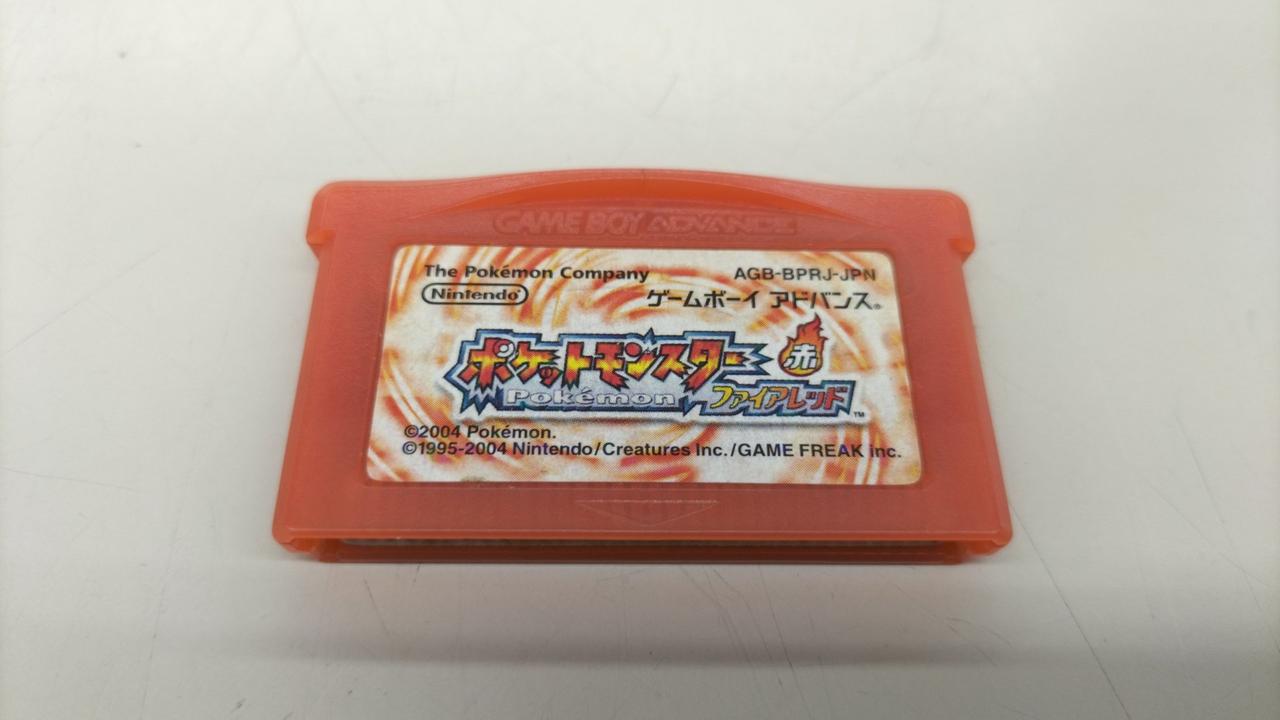 GAME BOY ADVANCE
The Pokémon Company AGB-BPRJ-JPN
Nintendo ゲームボーイ アドバンス®
ポケットモンスター 赤
Pokémon ファイアレッド™
©2004 Pokémon.
©1995-2004 Nintendo/Creatures inc./GAME FREAK inc.